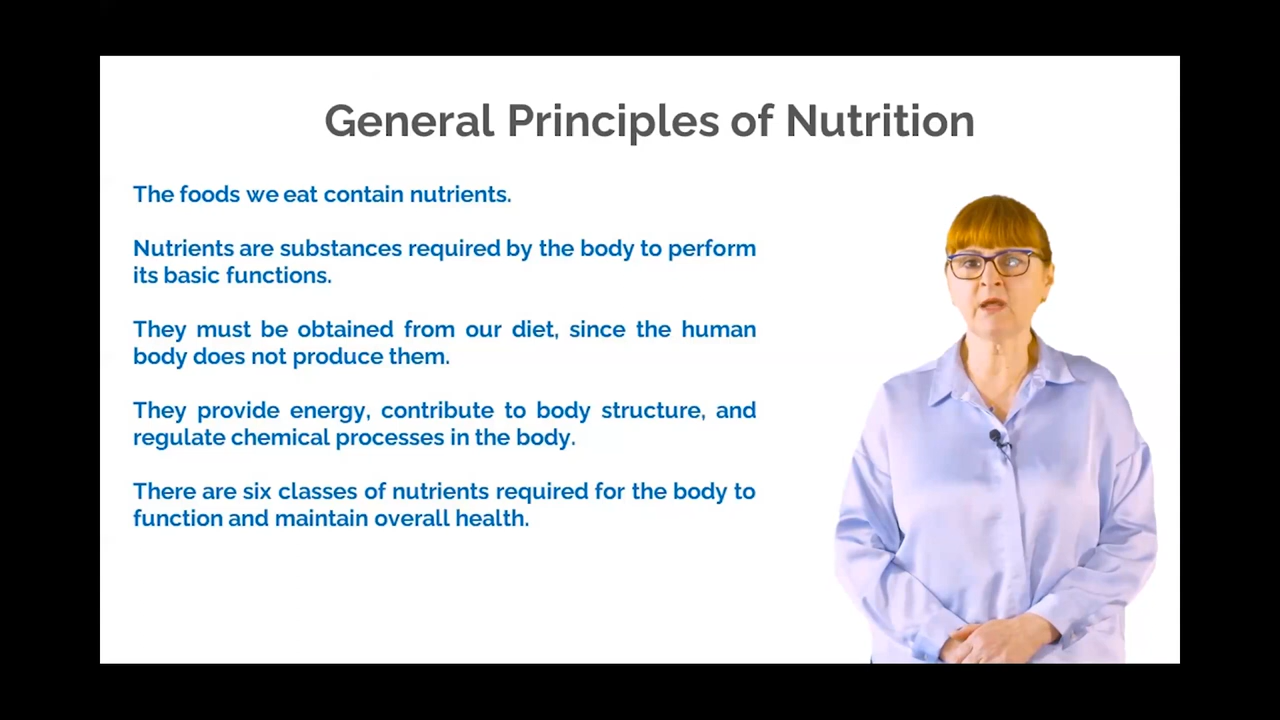 General Principles of Nutrition
The foods we eat contain nutrients.
Nutrients are substances required by the body to perform
its basic functions.
They must be obtained from our diet, since the human
body does not produce them.
They provide energy, contribute to body structure, and
regulate chemical processes in the body.
There are six classes of nutrients required for the body to
function and maintain overall health.